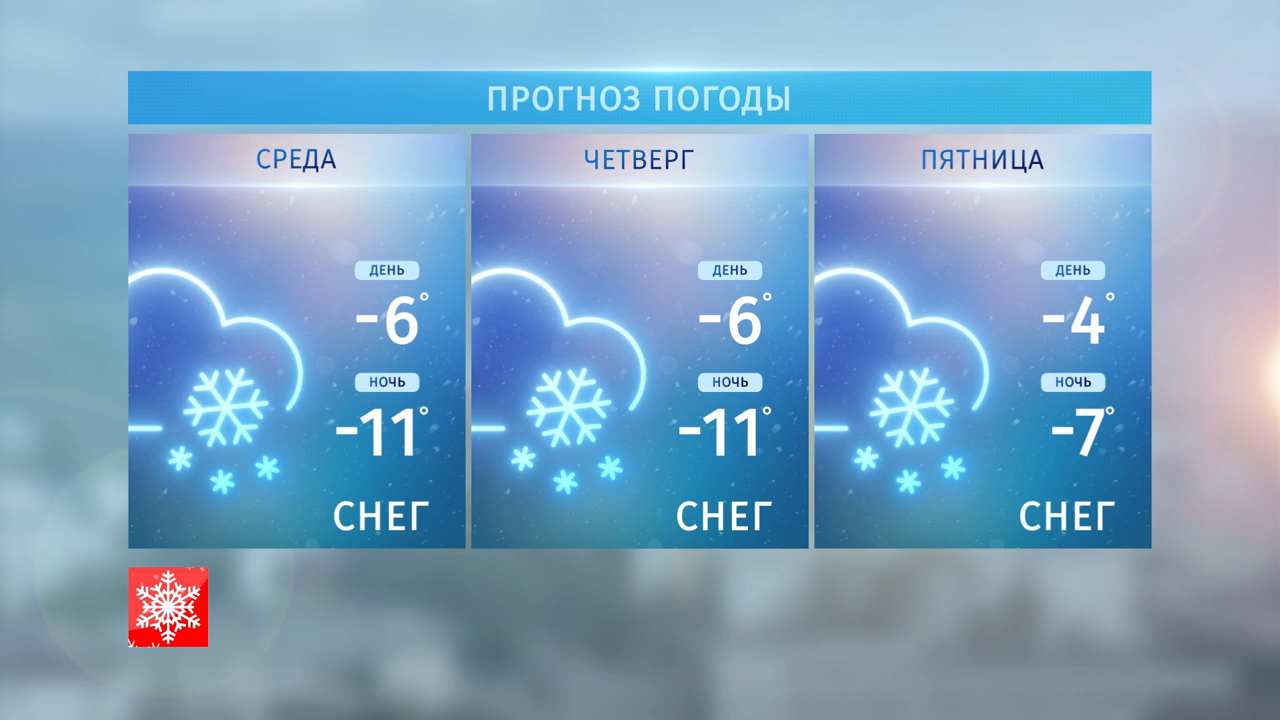 ПРОГНОЗ ПОГОДЫ
СРЕДА
ДЕНЬ
-6°
НОЧЬ
-11°
СНЕГ
ЧЕТВЕРГ
ДЕНЬ
-6°
НОЧЬ
-11°
СНЕГ
ПЯТНИЦА
ДЕНЬ
-4°
НОЧЬ
-7°
СНЕГ